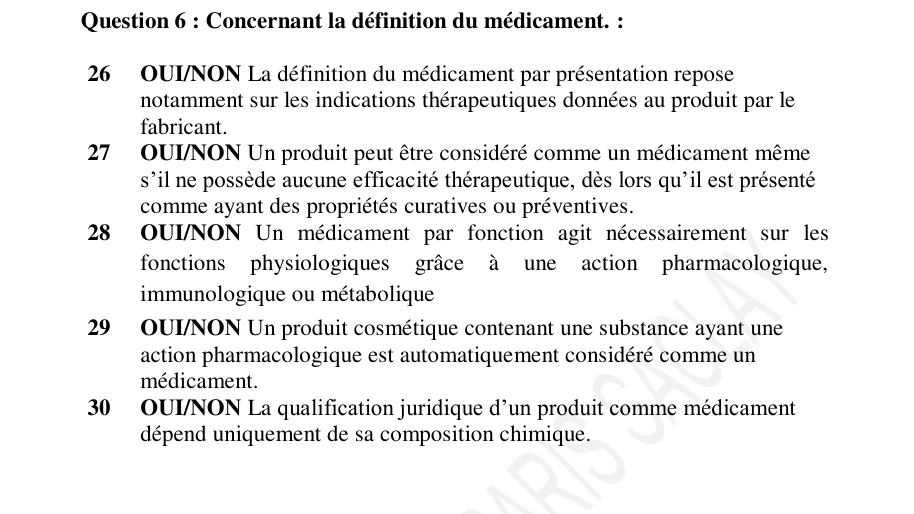 Question 6 : Concernant la définition du médicament. :
26 OUI/NON La définition du médicament par présentation repose
notamment sur les indications thérapeutiques données au produit par le
fabricant.
27 OUI/NON Un produit peut être considéré comme un médicament même
s’il ne possède aucune efficacité thérapeutique, dès lors qu’il est présenté
comme ayant des propriétés curatives ou préventives.
28 OUI/NON Un médicament par fonction agit nécessairement sur les
fonctions physiologiques grâce à une action pharmacologique,
immunologique ou métabolique
29 OUI/NON Un produit cosmétique contenant une substance ayant une
action pharmacologique est automatiquement considéré comme un
médicament.
30 OUI/NON La qualification juridique d’un produit comme médicament
dépend uniquement de sa composition chimique.
PARIS SACLAY